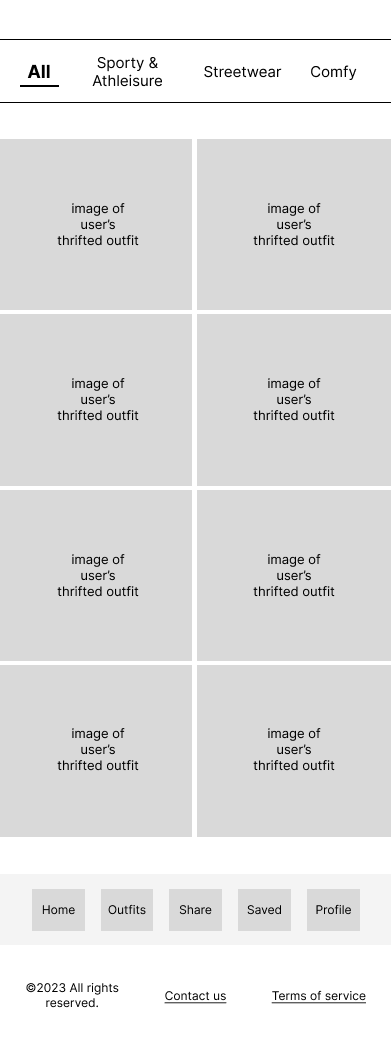 All
Sporty &
Athleisure
Streetwear
Comfy
image of
user's
thrifted outfit
image of
user's
thrifted outfit
image of
user's
thrifted outfit
image of
user's
thrifted outfit
image of
user's
thrifted outfit
image of
user's
thrifted outfit
image of
user's
thrifted outfit
image of
user's
thrifted outfit
Home
Outfits
Share
Saved
Profile
©2023 All rights
reserved.
Contact us
Terms of service